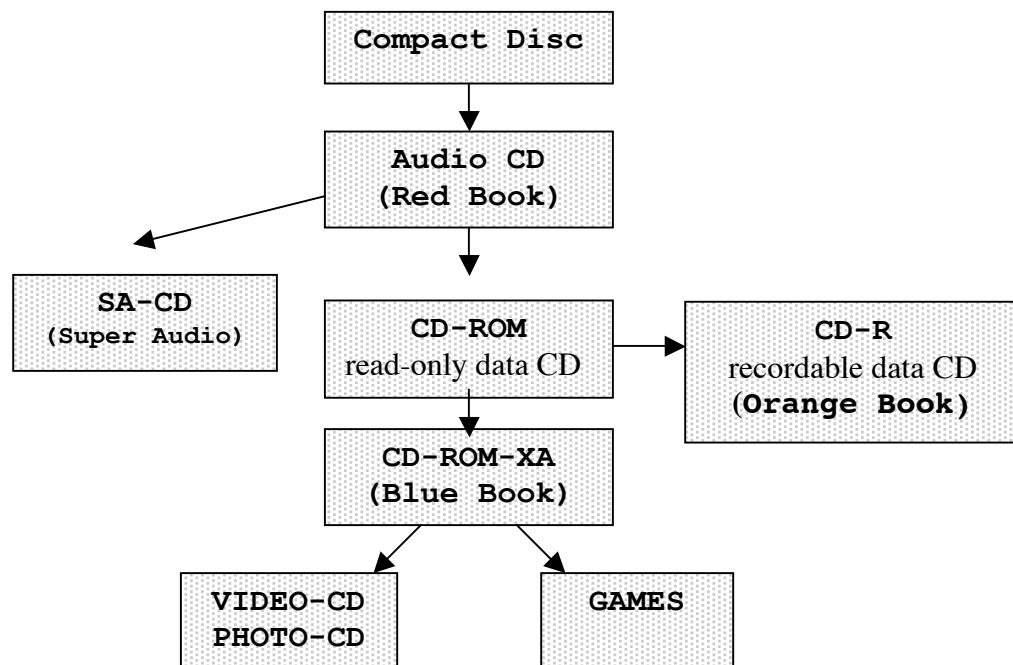 Compact Disc
Audio CD
(Red Book)
SA-CD
(Super Audio)
CD-ROM
read-only data CD
CD-R
recordable data CD
(Orange Book)
CD-ROM-XA
(Blue Book)
VIDEO-CD
PHOTO-CD
GAMES